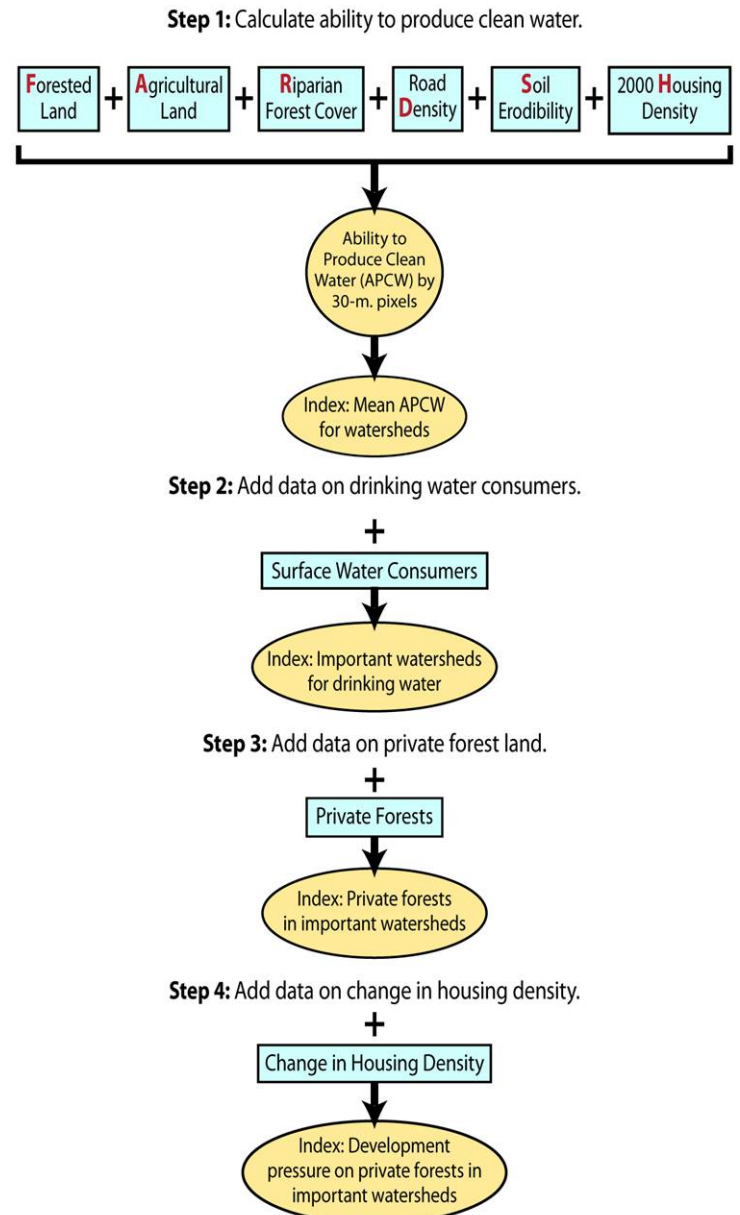 Step 1: Calculate ability to produce clean water.
Forested
Land
+
Agricultural
Land
+
Riparian
Forest Cover
+
Road
Density
+
Soil
Erodibility
+
2000 Housing
Density
Ability to
Produce Clean
Water (APCW) by
30-m. pixels
Index: Mean APCW
for watersheds
Step 2: Add data on drinking water consumers.
+
Surface Water Consumers
Index: Important watersheds
for drinking water
Step 3: Add data on private forest land.
+
Private Forests
Index: Private forests
in important watersheds
Step 4: Add data on change in housing density.
+
Change in Housing Density
Index: Development
pressure on private forests in
important watersheds